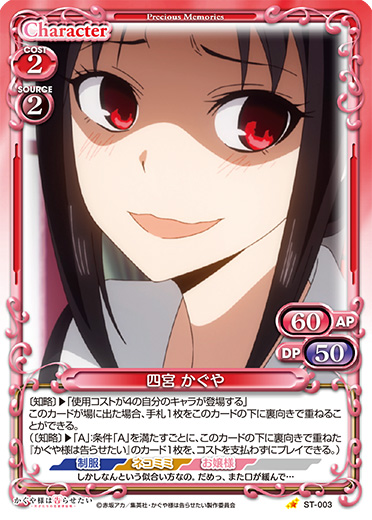 Precious Memories
Character
COST
2
SOURCE
2
60 AP
DP 50
四宮 かぐや
〔知略〕▶「使用コストが4の自分のキャラが登場する」
このカードが場に出た場合、手札1枚をこのカードの下に裏向きで重ねるこ
とができる。
(〔知略〕▶「A」:条件「A」を満たすごとに、このカードの下に裏向きで重ねた
『かぐや様は告らせたい』のカード1枚を、コストを支払わずにプレイできる。)
制服 ネコミミ お嬢様
しかしなんという似合い方なの。だめっ、また口が緩んで…
かぐや様は告らせたい
©赤坂アカ/集英社・かぐや様は告らせたい製作委員会
ST-003